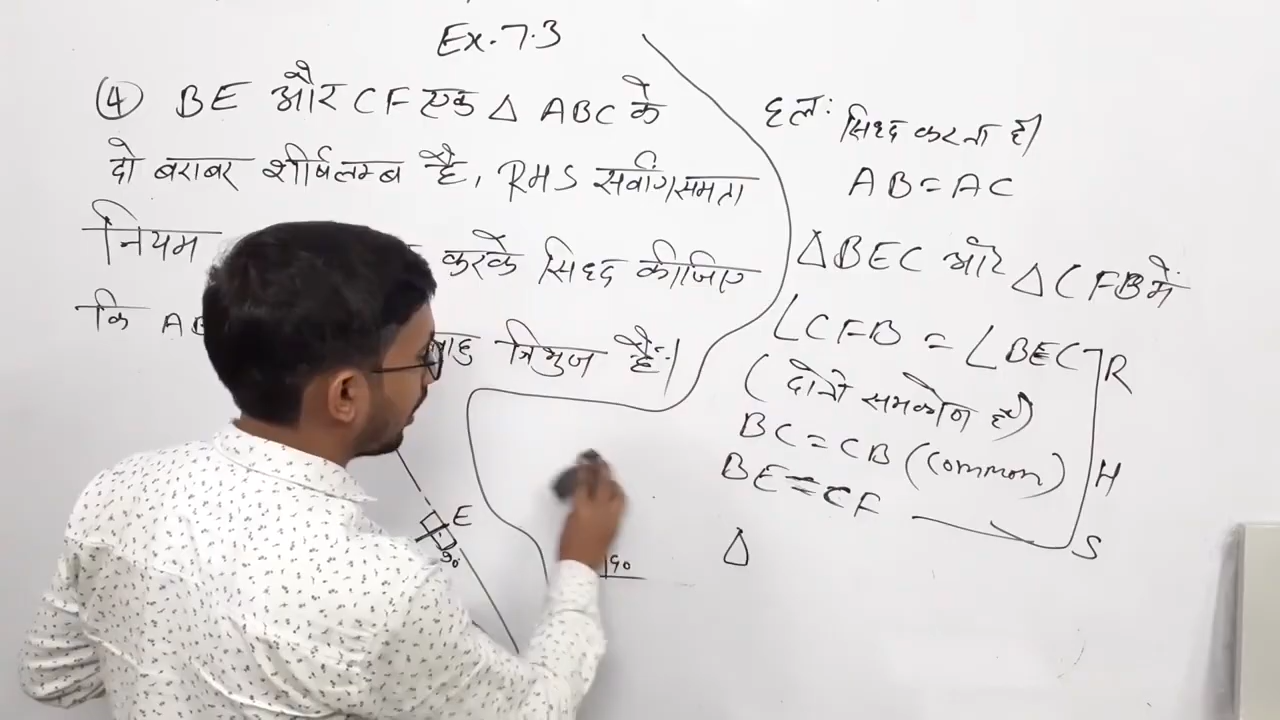 Ex. 7.3
④ BE और CF एक △ ABC के
दो बराबर शीर्षलम्ब है, RHS सर्वांगसमता
नियम करके सिध्द कीजिए
कि AB त्रिभुज है।
E
90
90
हल: सिध्द करना है।
AB = AC
△BEC और △CFB में
∠CFB = ∠BEC R
(दोनो समकोण है)
BC = CB (Common) H
BE = CF S
△